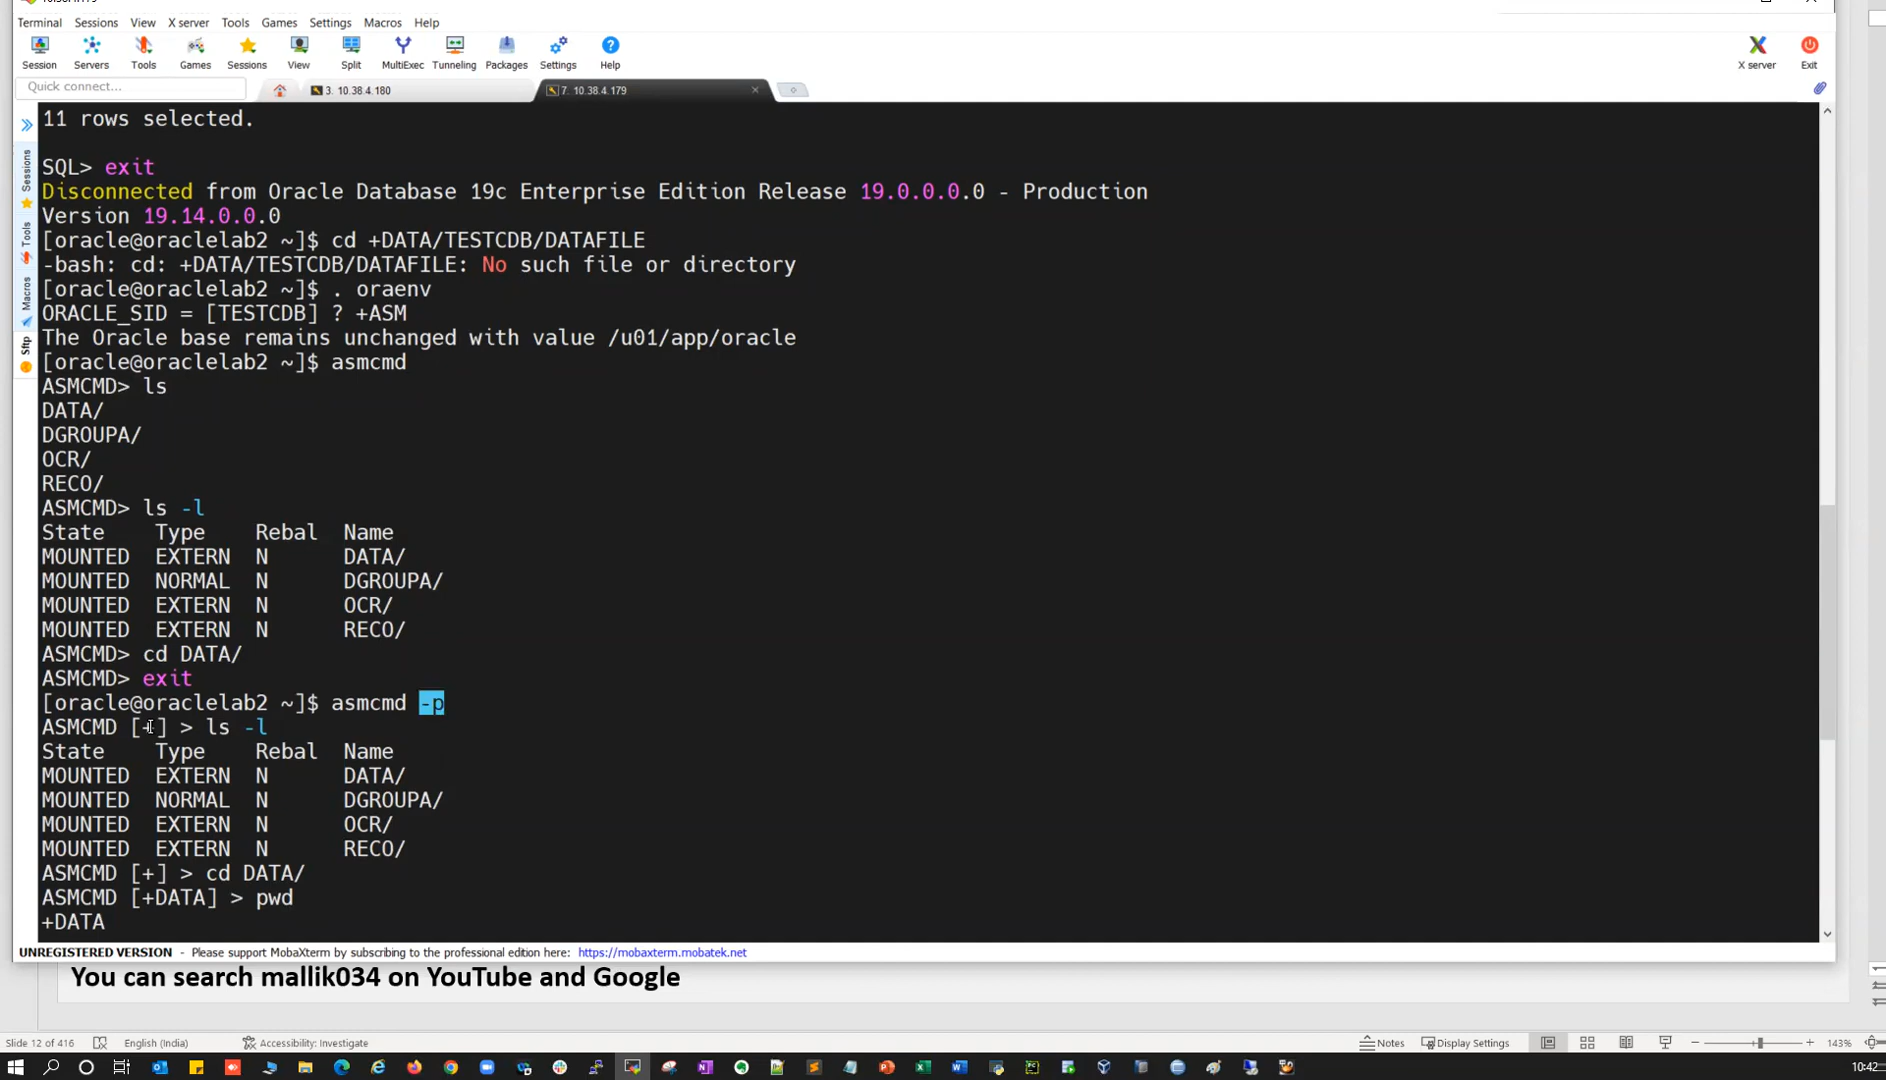 Terminal Sessions View X server Tools Games Settings Macros Help
Session Servers Tools Games Sessions View Split MultiExec Tunneling Packages Settings Help X server Exit
Quick connect... 3. 10.38.4.180 7. 10.38.4.179
Sessions
Tools
Macros
Sftp
11 rows selected.
SQL> exit
Disconnected from Oracle Database 19c Enterprise Edition Release 19.0.0.0.0 - Production
Version 19.14.0.0.0
[oracle@oraclelab2 ~]$ cd +DATA/TESTCDB/DATAFILE
-bash: cd: +DATA/TESTCDB/DATAFILE: No such file or directory
[oracle@oraclelab2 ~]$ . oraenv
ORACLE_SID = [TESTCDB] ? +ASM
The Oracle base remains unchanged with value /u01/app/oracle
[oracle@oraclelab2 ~]$ asmcmd
ASMCMD> ls
DATA/
DGROUPA/
OCR/
RECO/
ASMCMD> ls -l
State Type Rebal Name
MOUNTED EXTERN N DATA/
MOUNTED NORMAL N DGROUPA/
MOUNTED EXTERN N OCR/
MOUNTED EXTERN N RECO/
ASMCMD> cd DATA/
ASMCMD> exit
[oracle@oraclelab2 ~]$ asmcmd -p
ASMCMD [+] > ls -l
State Type Rebal Name
MOUNTED EXTERN N DATA/
MOUNTED NORMAL N DGROUPA/
MOUNTED EXTERN N OCR/
MOUNTED EXTERN N RECO/
ASMCMD [+] > cd DATA/
ASMCMD [+DATA] > pwd
+DATA
UNREGISTERED VERSION - Please support MobaXterm by subscribing to the professional edition here: https://mobaxterm.mobatek.net
You can search mallik034 on YouTube and Google
Slide 12 of 416 English (India) Accessibility: Investigate Notes Display Settings 143%
10:42